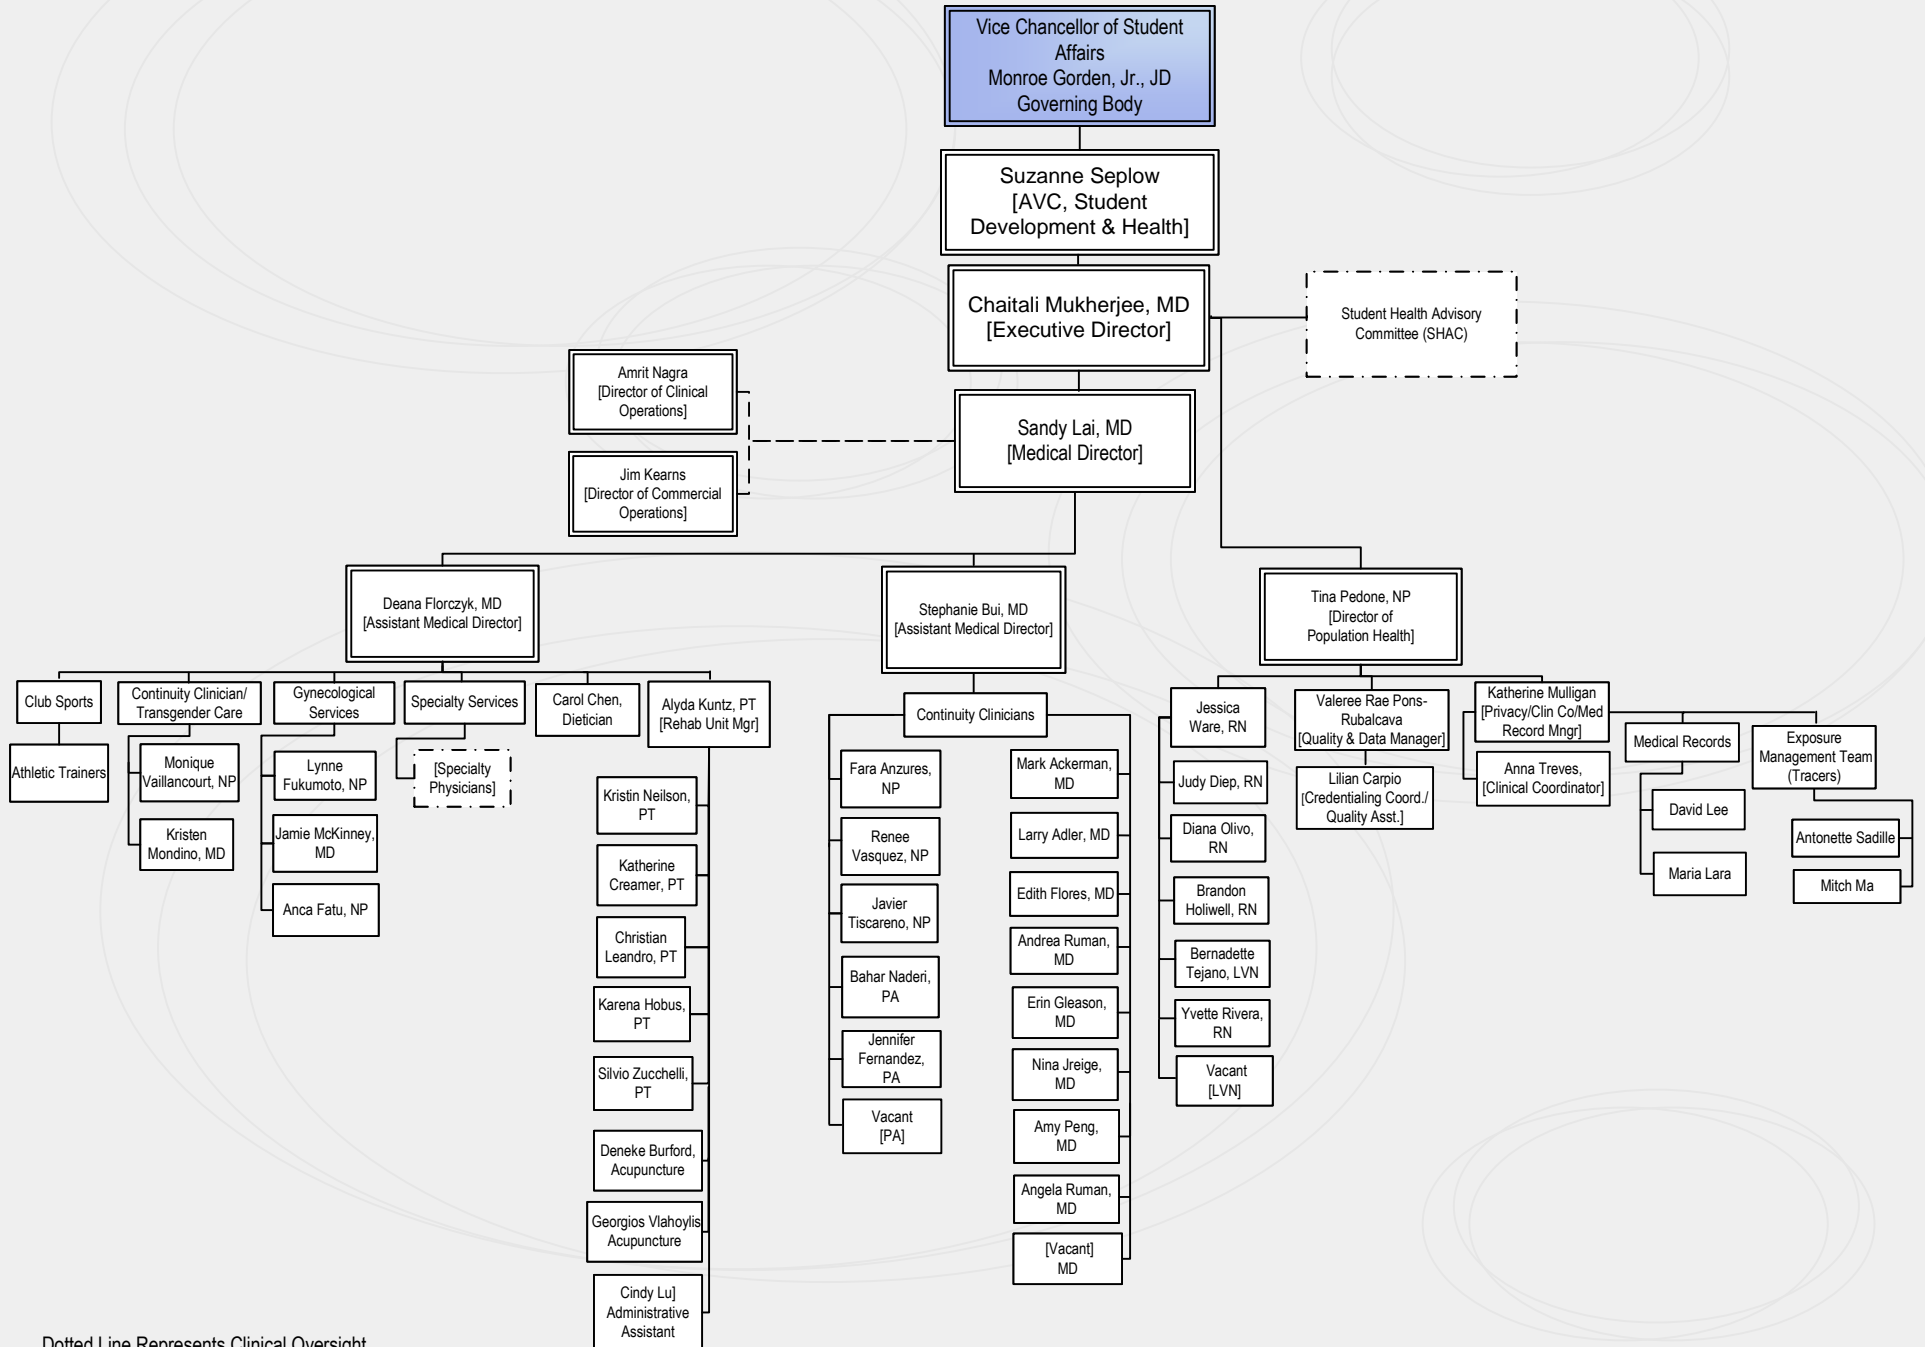 Vice Chancellor of Student
Affairs
Monroe Gorden, Jr., JD
Governing Body
Suzanne Seplow
[AVC, Student
Development & Health]
Chaitali Mukherjee, MD
[Executive Director]
Student Health Advisory
Committee (SHAC)
Amrit Nagra
[Director of Clinical
Operations]
Sandy Lai, MD
[Medical Director]
Jim Kearns
[Director of Commercial
Operations]
Deana Florczyk, MD
[Assistant Medical Director]
Stephanie Bui, MD
[Assistant Medical Director]
Tina Pedone, NP
[Director of
Population Health]
Club Sports
Athletic Trainers
Continuity Clinician/
Transgender Care
Monique
Vaillancourt, NP
Kristen
Mondino, MD
Gynecological
Services
Lynne
Fukumoto, NP
Jamie McKinney,
MD
Anca Fatu, NP
Specialty Services
[Specialty
Physicians]
Carol Chen,
Dietician
Alyda Kuntz, PT
[Rehab Unit Mgr]
Kristin Neilson,
PT
Katherine
Creamer, PT
Christian
Leandro, PT
Karena Hobus,
PT
Silvio Zucchelli,
PT
Deneke Burford,
Acupuncture
Georgios Vlahoylis
Acupuncture
Cindy Lu]
Administrative
Assistant
Continuity Clinicians
Fara Anzures,
NP
Renee
Vasquez, NP
Javier
Tiscareno, NP
Bahar Naderi,
PA
Jennifer
Fernandez,
PA
Vacant
[PA]
Mark Ackerman,
MD
Larry Adler, MD
Edith Flores, MD
Andrea Ruman,
MD
Erin Gleason,
MD
Nina Jreige,
MD
Amy Peng,
MD
Angela Ruman,
MD
[Vacant]
MD
Jessica
Ware, RN
Judy Diep, RN
Diana Olivo,
RN
Brandon
Holiwell, RN
Bernadette
Tejano, LVN
Yvette Rivera,
RN
Vacant
[LVN]
Valeree Rae Pons-
Rubalcava
[Quality & Data Manager]
Lilian Carpio
[Credentialing Coord./
Quality Asst.]
Katherine Mulligan
[Privacy/Clin Co/Med
Record Mngr]
Anna Treves,
[Clinical Coordinator]
Medical Records
David Lee
Maria Lara
Exposure
Management Team
(Tracers)
Antonette Sadille
Mitch Ma
Dotted Line Represents Clinical Oversight